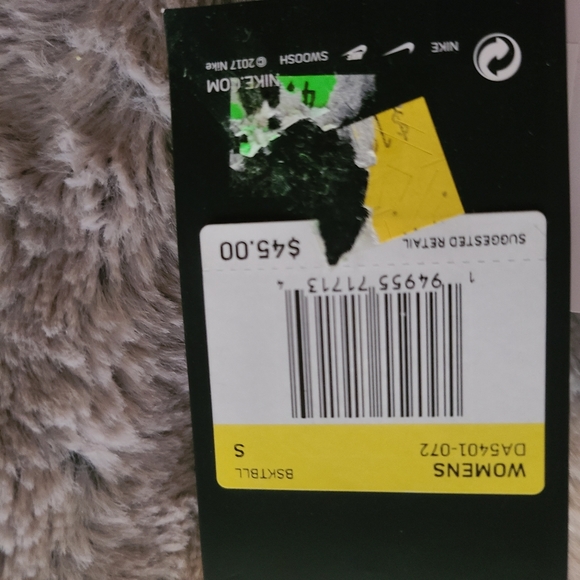 WOMENS BSKTBLL
DA5401-072 S
1 94955 71713 4
SUGGESTED RETAIL $45.00
NIKE.COM
NIKE SWOOSH © 2017 Nike